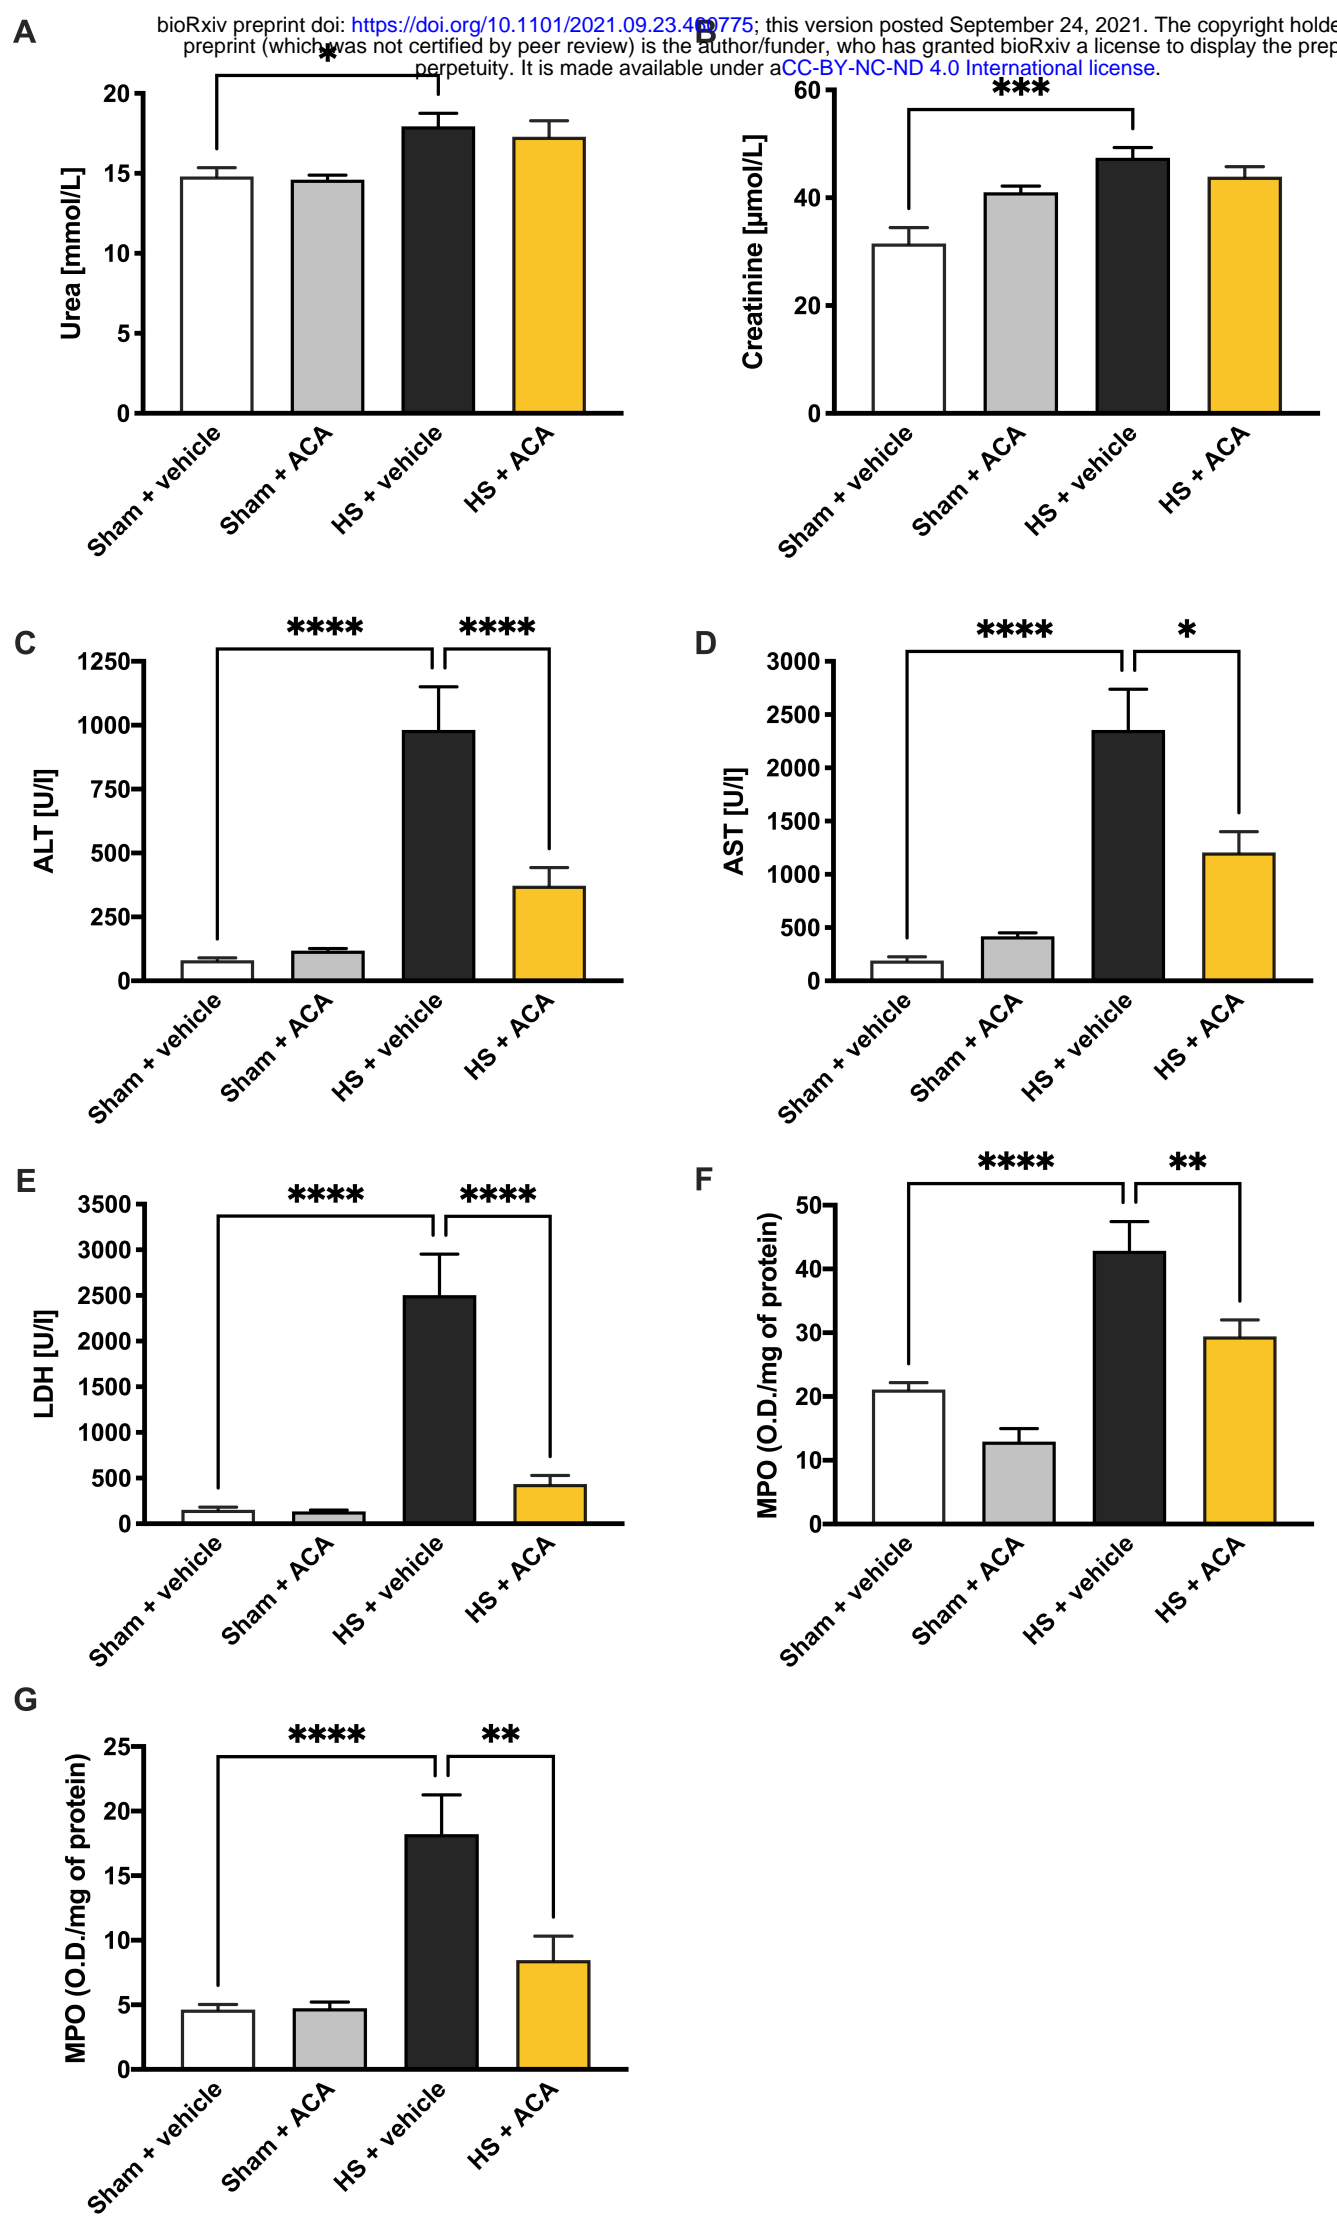 bioRxiv preprint doi: https://doi.org/10.1101/2021.09.23.460775; this version posted September 24, 2021. The copyright holde
preprint (which was not certified by peer review) is the author/funder, who has granted bioRxiv a license to display the prep
perpetuity. It is made available under aCC-BY-NC-ND 4.0 International license.
A
*
Urea [mmol/L]
20
15
10
5
0
Sham + vehicle
Sham + ACA
HS + vehicle
HS + ACA
B
***
Creatinine [µmol/L]
60
40
20
0
Sham + vehicle
Sham + ACA
HS + vehicle
HS + ACA
C
**** ****
ALT [U/l]
1250
1000
750
500
250
0
Sham + vehicle
Sham + ACA
HS + vehicle
HS + ACA
D
**** *
AST [U/l]
3000
2500
2000
1500
1000
500
0
Sham + vehicle
Sham + ACA
HS + vehicle
HS + ACA
E
**** ****
LDH [U/l]
3500
3000
2500
2000
1500
1000
500
0
Sham + vehicle
Sham + ACA
HS + vehicle
HS + ACA
F
**** **
MPO (O.D./mg of protein)
50
40
30
20
10
0
Sham + vehicle
Sham + ACA
HS + vehicle
HS + ACA
G
**** **
MPO (O.D./mg of protein)
25
20
15
10
5
0
Sham + vehicle
Sham + ACA
HS + vehicle
HS + ACA